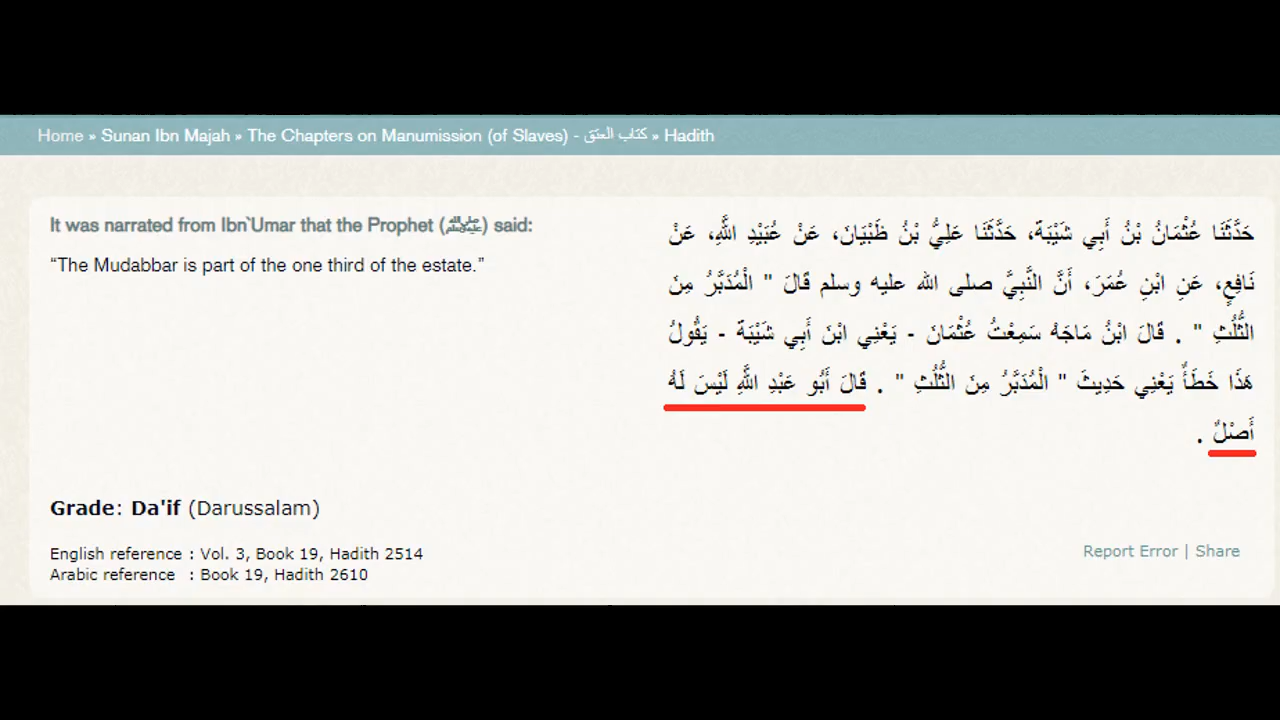 Home » Sunan Ibn Majah » The Chapters on Manumission (of Slaves) - كتاب العتق » Hadith
It was narrated from Ibn`Umar that the Prophet (ﷺ) said:
“The Mudabbar is part of the one third of the estate.”
حَدَّثَنَا عُثْمَانُ بْنُ أَبِي شَيْبَةَ، حَدَّثَنَا عَلِيُّ بْنُ ظَبْيَانَ، عَنْ عُبَيْدِ اللَّهِ، عَنْ
نَافِعٍ، عَنِ ابْنِ عُمَرَ، أَنَّ النَّبِيَّ صلى الله عليه وسلم قَالَ ‏"‏ الْمُدَبَّرُ مِنَ
الثُّلُثِ ‏"‏ ‏.‏ قَالَ ابْنُ مَاجَهْ سَمِعْتُ عُثْمَانَ - يَعْنِي ابْنَ أَبِي شَيْبَةَ - يَقُولُ
هَذَا خَطَأٌ يَعْنِي حَدِيثَ ‏"‏ الْمُدَبَّرُ مِنَ الثُّلُثِ ‏"‏ ‏.‏ قَالَ أَبُو عَبْدِ اللَّهِ لَيْسَ لَهُ
أَصْلٌ ‏.‏
Grade: Da'if (Darussalam)
English reference : Vol. 3, Book 19, Hadith 2514
Arabic reference : Book 19, Hadith 2610
Report Error | Share